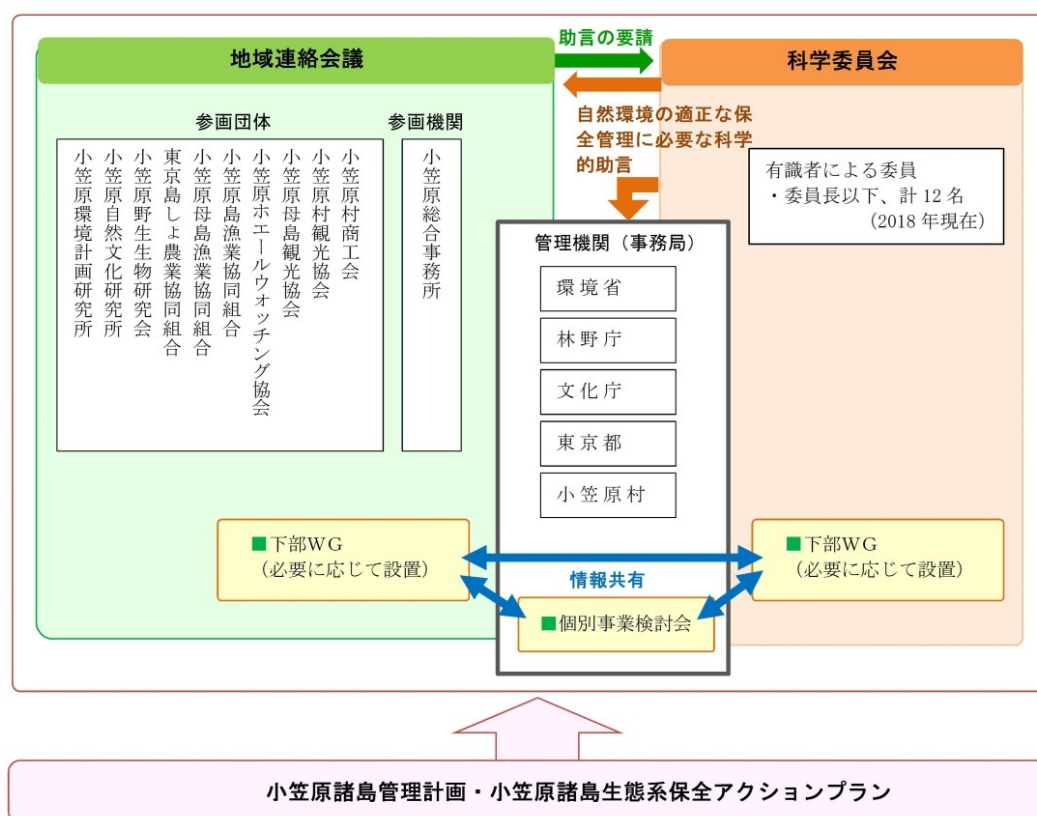 助言の要請
地域連絡会議
科学委員会
自然環境の適正な保
全管理に必要な科学
的助言
参画団体
参画機関
小笠原村商工会
小笠原村観光協会
小笠原母島観光協会
小笠原ホエールウォッチング協会
小笠原島漁業協同組合
小笠原母島漁業協同組合
東京島しょ農業協同組合
小笠原野生生物研究会
小笠原自然文化研究所
小笠原環境計画研究所
小笠原総合事務所
有識者による委員
・委員長以下、計 12 名
（2018 年現在）
管理機関（事務局）
環境省
林野庁
文化庁
東京都
小笠原村
■下部WG
（必要に応じて設置）
情報共有
■個別事業検討会
■下部WG
（必要に応じて設置）
小笠原諸島管理計画・小笠原諸島生態系保全アクションプラン